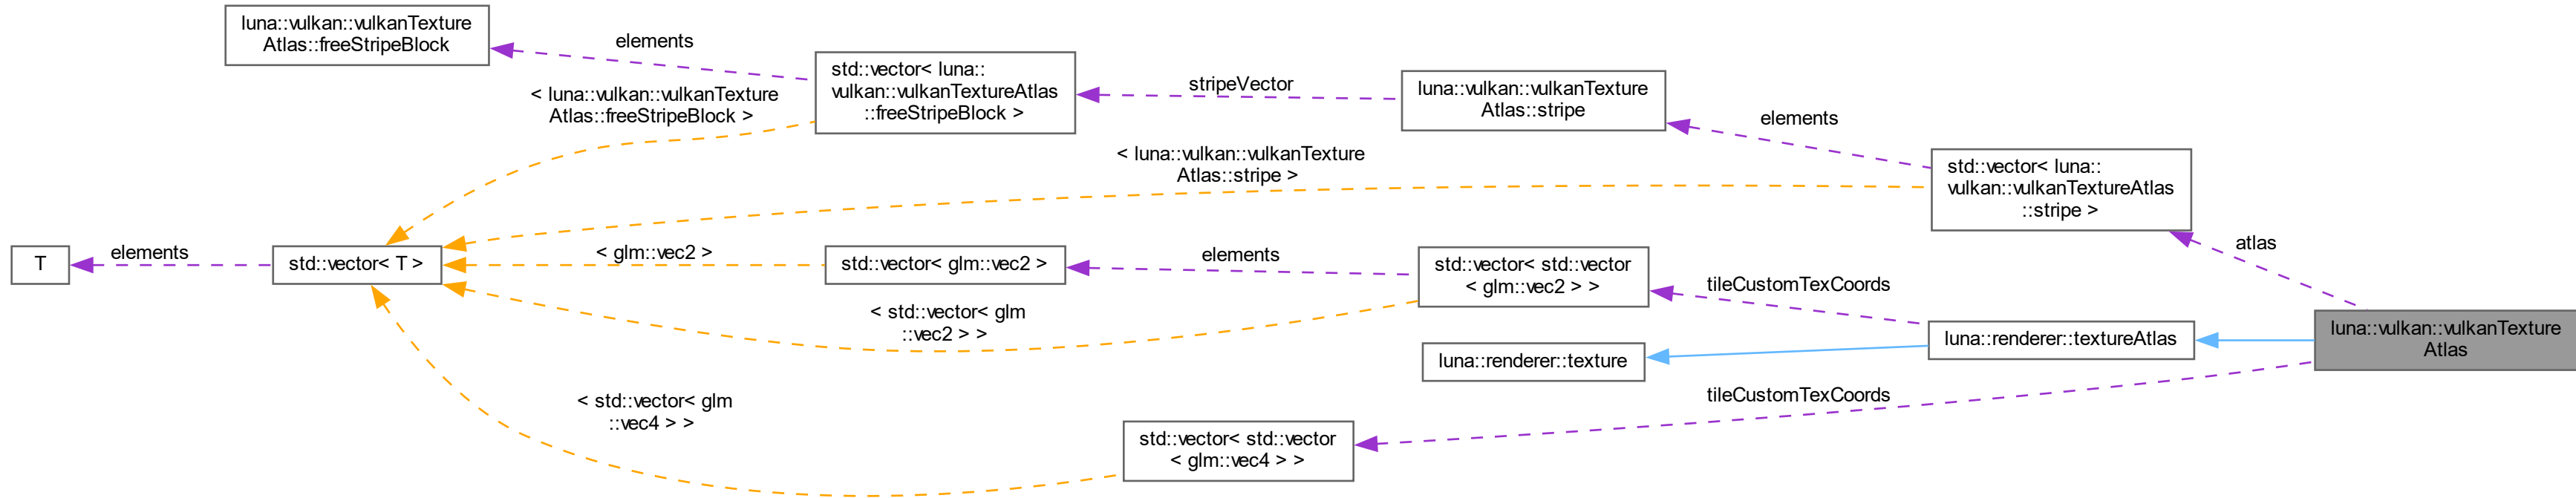 luna::vulkan::vulkanTexture
Atlas::freeStripeBlock
elements
std::vector< luna::
vulkan::vulkanTextureAtlas
::freeStripeBlock >
< luna::vulkan::vulkanTexture
Atlas::freeStripeBlock >
stripeVector
luna::vulkan::vulkanTexture
Atlas::stripe
elements
< luna::vulkan::vulkanTexture
Atlas::stripe >
std::vector< luna::
vulkan::vulkanTextureAtlas
::stripe >
T
elements
std::vector< T >
< glm::vec2 >
std::vector< glm::vec2 >
elements
std::vector< std::vector
< glm::vec2 > >
atlas
tileCustomTexCoords
< std::vector< glm
::vec2 > >
luna::renderer::texture
luna::renderer::textureAtlas
luna::vulkan::vulkanTexture
Atlas
tileCustomTexCoords
< std::vector< glm
::vec4 > >
std::vector< std::vector
< glm::vec4 > >